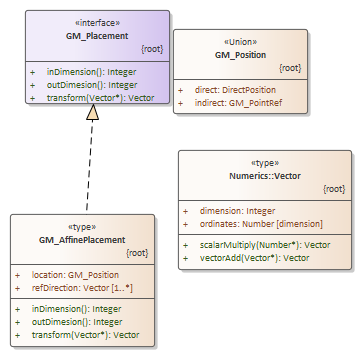 «interface»
GM_Placement
{root}
+ inDimension(): Integer
+ outDimesion(): Integer
+ transform(Vector*): Vector
«Union»
GM_Position
{root}
+ direct: DirectPosition
+ indirect: GM_PointRef
«type»
Numerics::Vector
{root}
+ dimension: Integer
+ ordinates: Number [dimension]
+ scalarMultiply(Number*): Vector
+ vectorAdd(Vector*): Vector
«type»
GM_AffinePlacement
{root}
+ location: GM_Position
+ refDirection: Vector [1..*]
+ inDimension(): Integer
+ outDimesion(): Integer
+ transform(Vector*): Vector